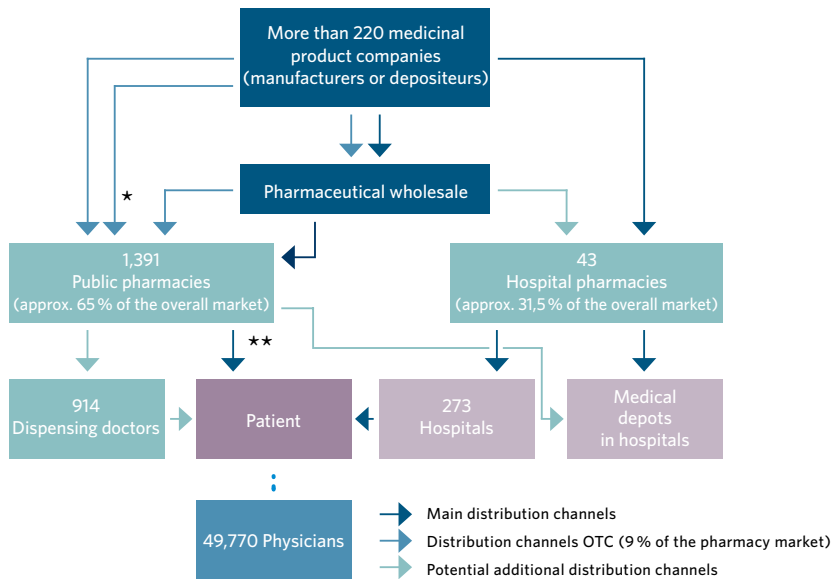 More than 220 medicinal
product companies
(manufacturers or depositeurs)
Pharmaceutical wholesale
★
1,391
Public pharmacies
(approx. 65 % of the overall market)
43
Hospital pharmacies
(approx. 31,5 % of the overall market)
★★
914
Dispensing doctors
Patient
273
Hospitals
Medical
depots
in hospitals
49,770 Physicians
Main distribution channels
Distribution channels OTC (9 % of the pharmacy market)
Potential additional distribution channels